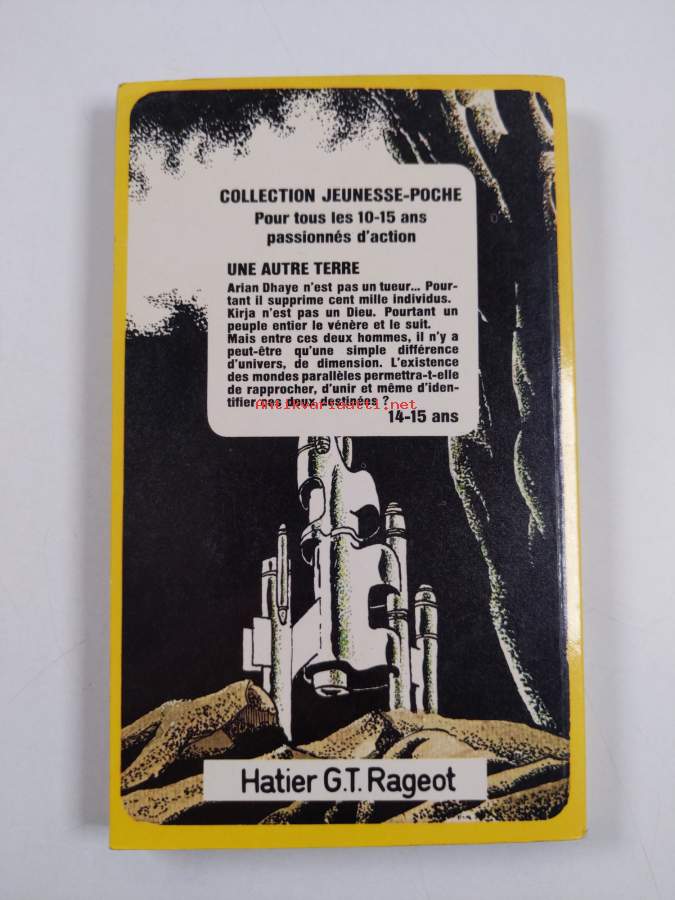 COLLECTION JEUNESSE-POCHE
Pour tous les 10-15 ans
passionnés d'action
UNE AUTRE TERRE
Arian Dhaye n'est pas un tueur... Pour-
tant il supprime cent mille individus.
Kirja n'est pas un Dieu. Pourtant un
peuple entier le vénère et le suit.
Mais entre ces deux hommes, il n'y a
peut-être qu'une simple différence
d'univers, de dimension. L'existence
des mondes parallèles permettra-t-elle
de rapprocher, d'unir et même d'iden-
tifier ces deux destinées ?
Antikvariaatti.net
14-15 ans
Hatier G.T. Rageot